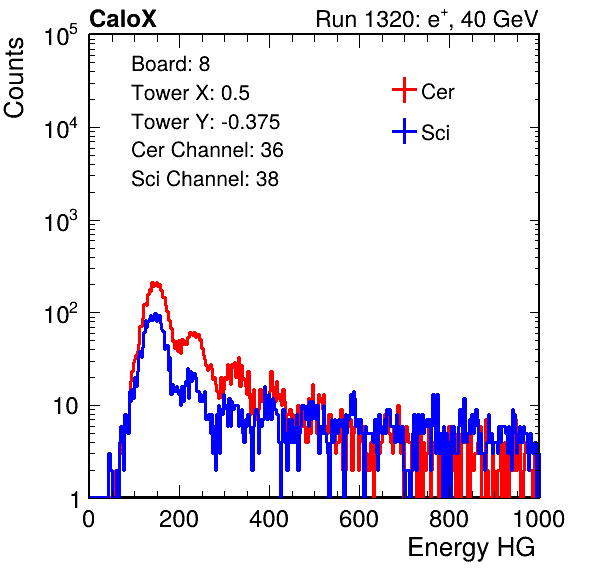 CaloX Run 1320: e⁺, 40 GeV
Counts
Board: 8
Tower X: 0.5
Tower Y: -0.375
Cer Channel: 36
Sci Channel: 38
Cer
Sci
10⁵
10⁴
10³
10²
10
1
0 200 400 600 800 1000
Energy HG